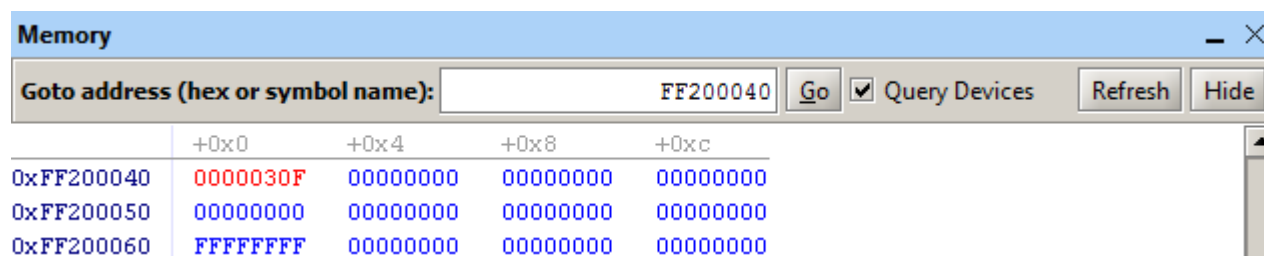 Memory
Goto address (hex or symbol name): FF200040 Go Query Devices Refresh Hide
+0x0 +0x4 +0x8 +0xc
0xFF200040 0000030F 00000000 00000000 00000000
0xFF200050 00000000 00000000 00000000 00000000
0xFF200060 FFFFFFFF 00000000 00000000 00000000